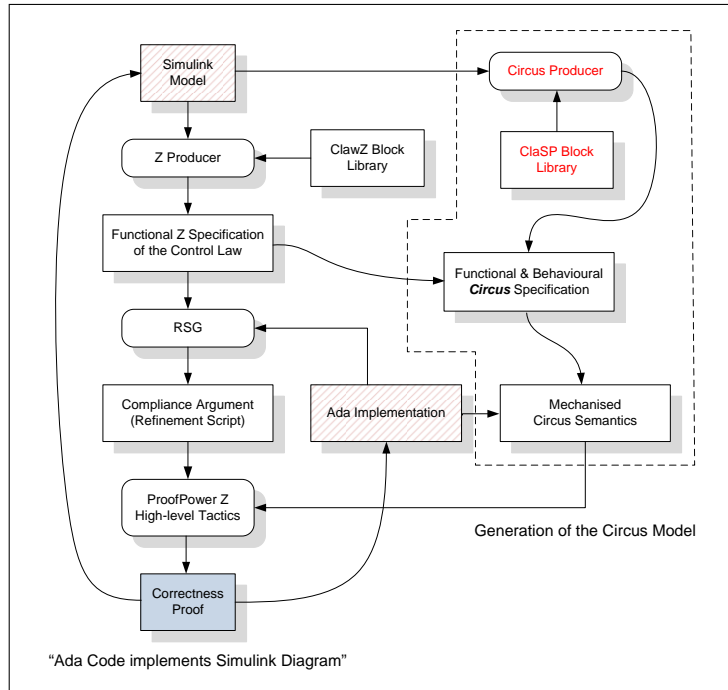 Simulink
Model
Circus Producer
Z Producer
ClawZ Block
Library
ClaSP Block
Library
Functional Z Specification
of the Control Law
Functional & Behavioural
Circus Specification
RSG
Compliance Argument
(Refinement Script)
Ada Implementation
Mechanised
Circus Semantics
ProofPower Z
High-level Tactics
Generation of the Circus Model
Correctness
Proof
“Ada Code implements Simulink Diagram”